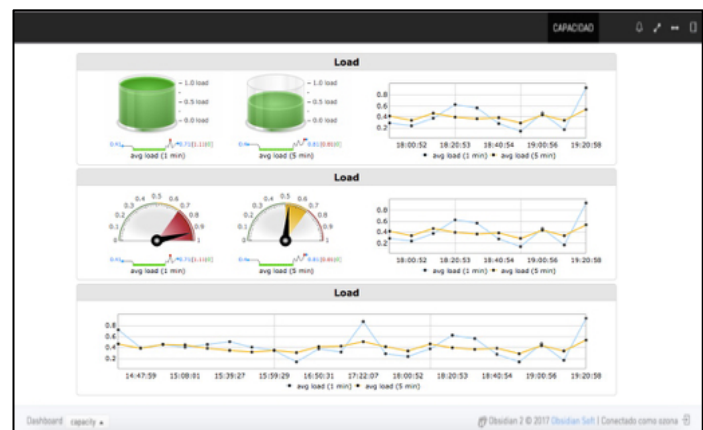 CAPACIDAD
Load
1.0 load
0.5 load
0.0 load
avg load (1 min)
1.0 load
0.5 load
0.0 load
avg load (5 min)
0.8
0.6
0.4
0.2
18:00:52 18:20:53 18:40:54 19:00:56 19:20:58
avg load (1 min) avg load (5 min)
Load
0 0.1 0.2 0.3 0.4 0.5 0.6 0.7 0.8 0.9 1
avg load (1 min)
0 0.1 0.2 0.3 0.4 0.5 0.6 0.7 0.8 0.9 1
avg load (5 min)
0.8
0.6
0.4
0.2
18:00:52 18:20:53 18:40:54 19:00:56 19:20:58
avg load (1 min) avg load (5 min)
Load
0.8
0.6
0.4
0.2
14:47:59 15:08:01 15:39:27 15:59:29 16:50:31 17:22:07 18:00:52 18:20:53 18:40:54 19:00:56 19:20:58
avg load (1 min) avg load (5 min)
Dashboard capacity
Obsidian 2 © 2017 Obsidian Soft | Conectado como ozona